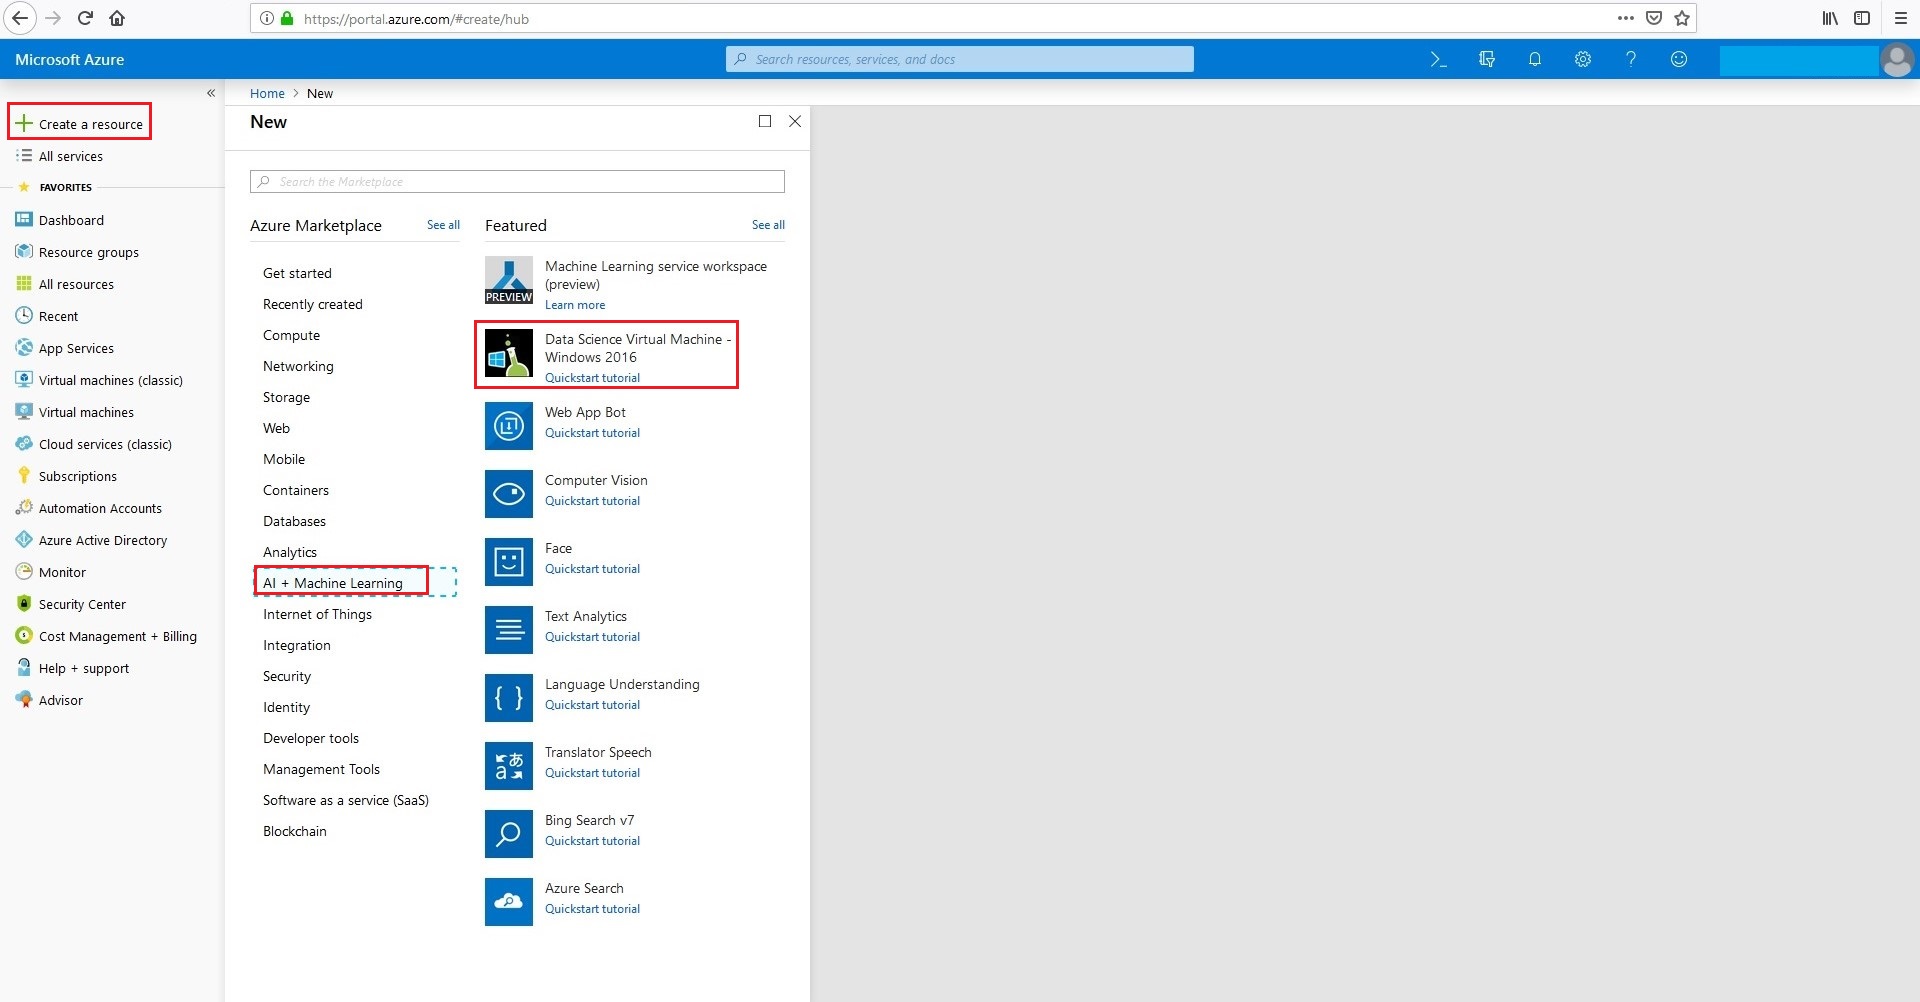 https://portal.azure.com/#create/hub
Microsoft Azure
Search resources, services, and docs
Create a resource
All services
FAVORITES
Dashboard
Resource groups
All resources
Recent
App Services
Virtual machines (classic)
Virtual machines
Cloud services (classic)
Subscriptions
Automation Accounts
Azure Active Directory
Monitor
Security Center
Cost Management + Billing
Help + support
Advisor
Home > New
New
Search the Marketplace
Azure Marketplace
See all
Get started
Recently created
Compute
Networking
Storage
Web
Mobile
Containers
Databases
Analytics
AI + Machine Learning
Internet of Things
Integration
Security
Identity
Developer tools
Management Tools
Software as a service (SaaS)
Blockchain
Featured
See all
PREVIEW
Machine Learning service workspace
(preview)
Learn more
Data Science Virtual Machine -
Windows 2016
Quickstart tutorial
Web App Bot
Quickstart tutorial
Computer Vision
Quickstart tutorial
Face
Quickstart tutorial
Text Analytics
Quickstart tutorial
Language Understanding
Quickstart tutorial
Translator Speech
Quickstart tutorial
Bing Search v7
Quickstart tutorial
Azure Search
Quickstart tutorial